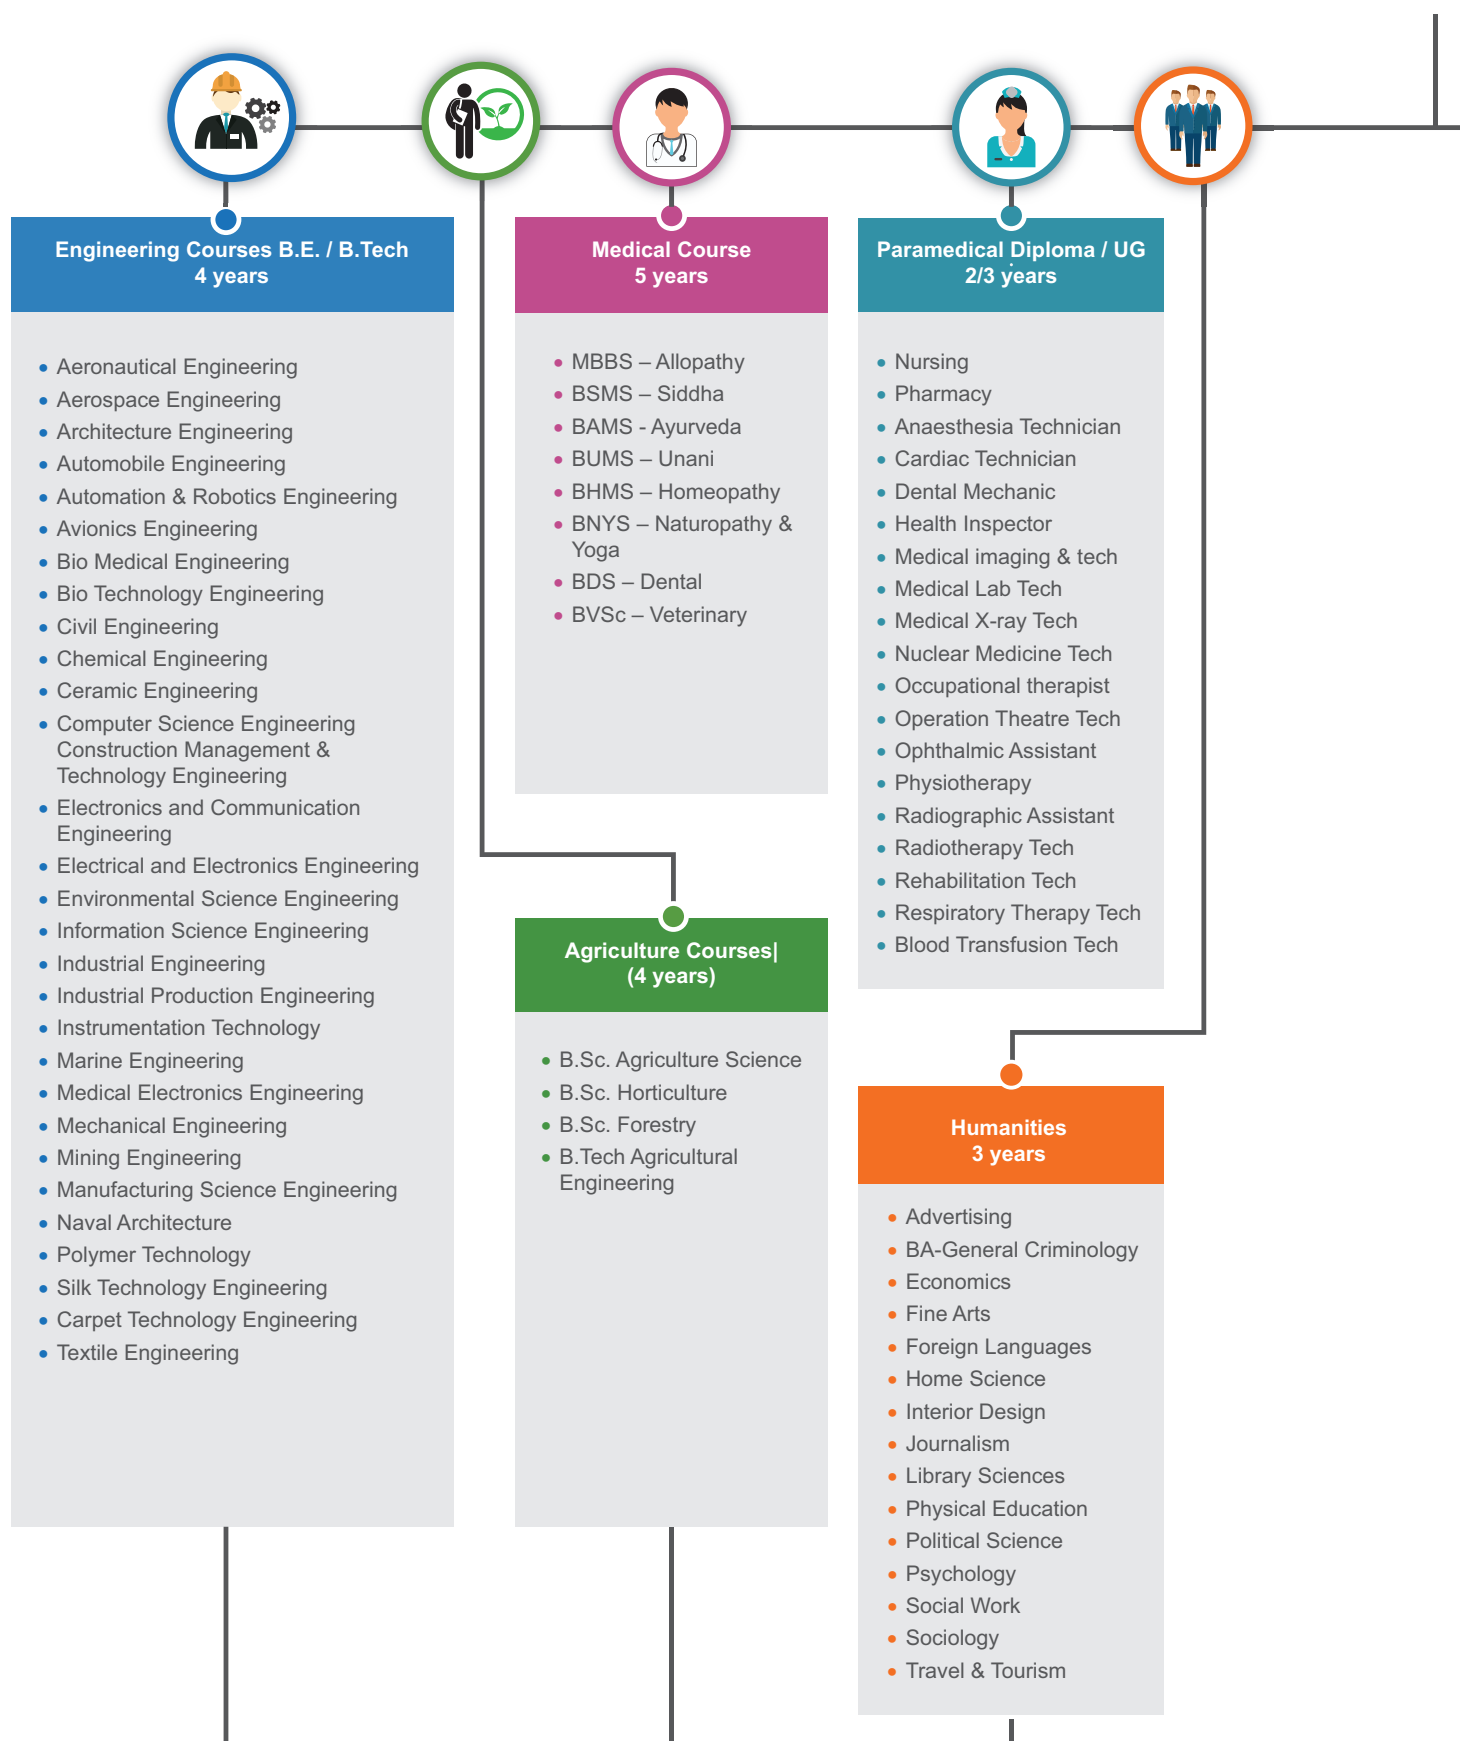 Engineering Courses B.E. / B.Tech
4 years
• Aeronautical Engineering
• Aerospace Engineering
• Architecture Engineering
• Automobile Engineering
• Automation & Robotics Engineering
• Avionics Engineering
• Bio Medical Engineering
• Bio Technology Engineering
• Civil Engineering
• Chemical Engineering
• Ceramic Engineering
• Computer Science Engineering
Construction Management &
Technology Engineering
• Electronics and Communication
Engineering
• Electrical and Electronics Engineering
• Environmental Science Engineering
• Information Science Engineering
• Industrial Engineering
• Industrial Production Engineering
• Instrumentation Technology
• Marine Engineering
• Medical Electronics Engineering
• Mechanical Engineering
• Mining Engineering
• Manufacturing Science Engineering
• Naval Architecture
• Polymer Technology
• Silk Technology Engineering
• Carpet Technology Engineering
• Textile Engineering
Medical Course
5 years
• MBBS – Allopathy
• BSMS – Siddha
• BAMS - Ayurveda
• BUMS – Unani
• BHMS – Homeopathy
• BNYS – Naturopathy &
Yoga
• BDS – Dental
• BVSc – Veterinary
Agriculture Courses|
(4 years)
• B.Sc. Agriculture Science
• B.Sc. Horticulture
• B.Sc. Forestry
• B.Tech Agricultural
Engineering
Paramedical Diploma / UG
2/3 years
• Nursing
• Pharmacy
• Anaesthesia Technician
• Cardiac Technician
• Dental Mechanic
• Health Inspector
• Medical imaging & tech
• Medical Lab Tech
• Medical X-ray Tech
• Nuclear Medicine Tech
• Occupational therapist
• Operation Theatre Tech
• Ophthalmic Assistant
• Physiotherapy
• Radiographic Assistant
• Radiotherapy Tech
• Rehabilitation Tech
• Respiratory Therapy Tech
• Blood Transfusion Tech
Humanities
3 years
• Advertising
• BA-General Criminology
• Economics
• Fine Arts
• Foreign Languages
• Home Science
• Interior Design
• Journalism
• Library Sciences
• Physical Education
• Political Science
• Psychology
• Social Work
• Sociology
• Travel & Tourism